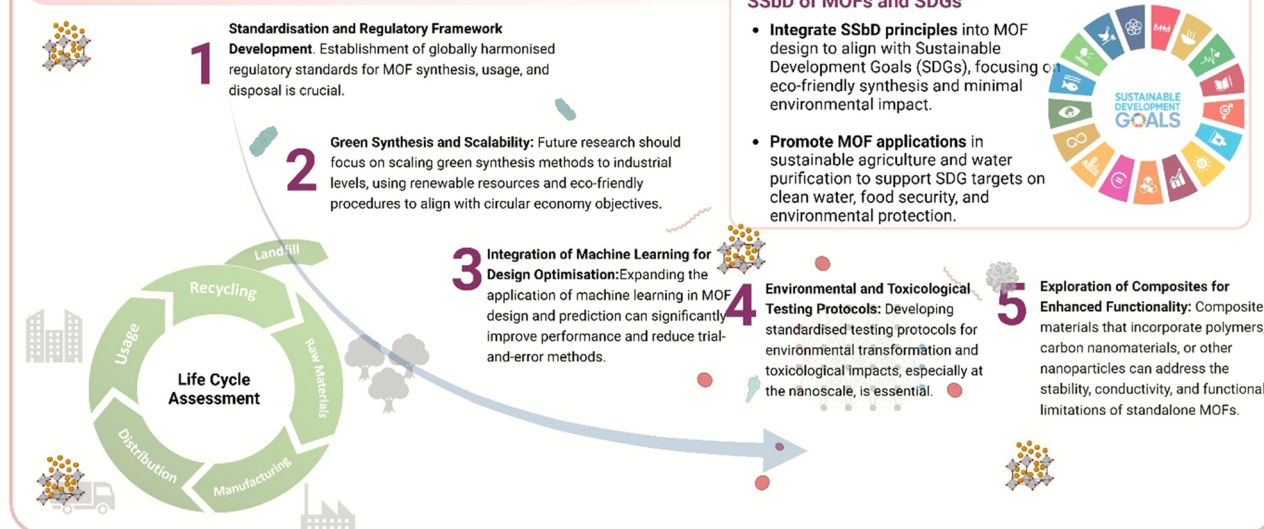 1
Standardisation and Regulatory Framework
Development. Establishment of globally harmonised
regulatory standards for MOF synthesis, usage, and
disposal is crucial.
2
Green Synthesis and Scalability: Future research should
focus on scaling green synthesis methods to industrial
levels, using renewable resources and eco-friendly
procedures to align with circular economy objectives.
3
Integration of Machine Learning for
Design Optimisation:Expanding the
application of machine learning in MOF
design and prediction can significantly
improve performance and reduce trial-
and-error methods.
4
Environmental and Toxicological
Testing Protocols: Developing
standardised testing protocols for
environmental transformation and
toxicological impacts, especially at
the nanoscale, is essential.
5
Exploration of Composites for
Enhanced Functionality: Composite
materials that incorporate polymers,
carbon nanomaterials, or other
nanoparticles can address the
stability, conductivity, and functional
limitations of standalone MOFs.
SSbD of MOFs and SDGs
• Integrate SSbD principles into MOF
design to align with Sustainable
Development Goals (SDGs), focusing on
eco-friendly synthesis and minimal
environmental impact.
• Promote MOF applications in
sustainable agriculture and water
purification to support SDG targets on
clean water, food security, and
environmental protection.
SUSTAINABLE
DEVELOPMENT
GOALS
Landfill
Recycling
Raw Materials
Manufacturing
Distribution
Usage
Life Cycle
Assessment